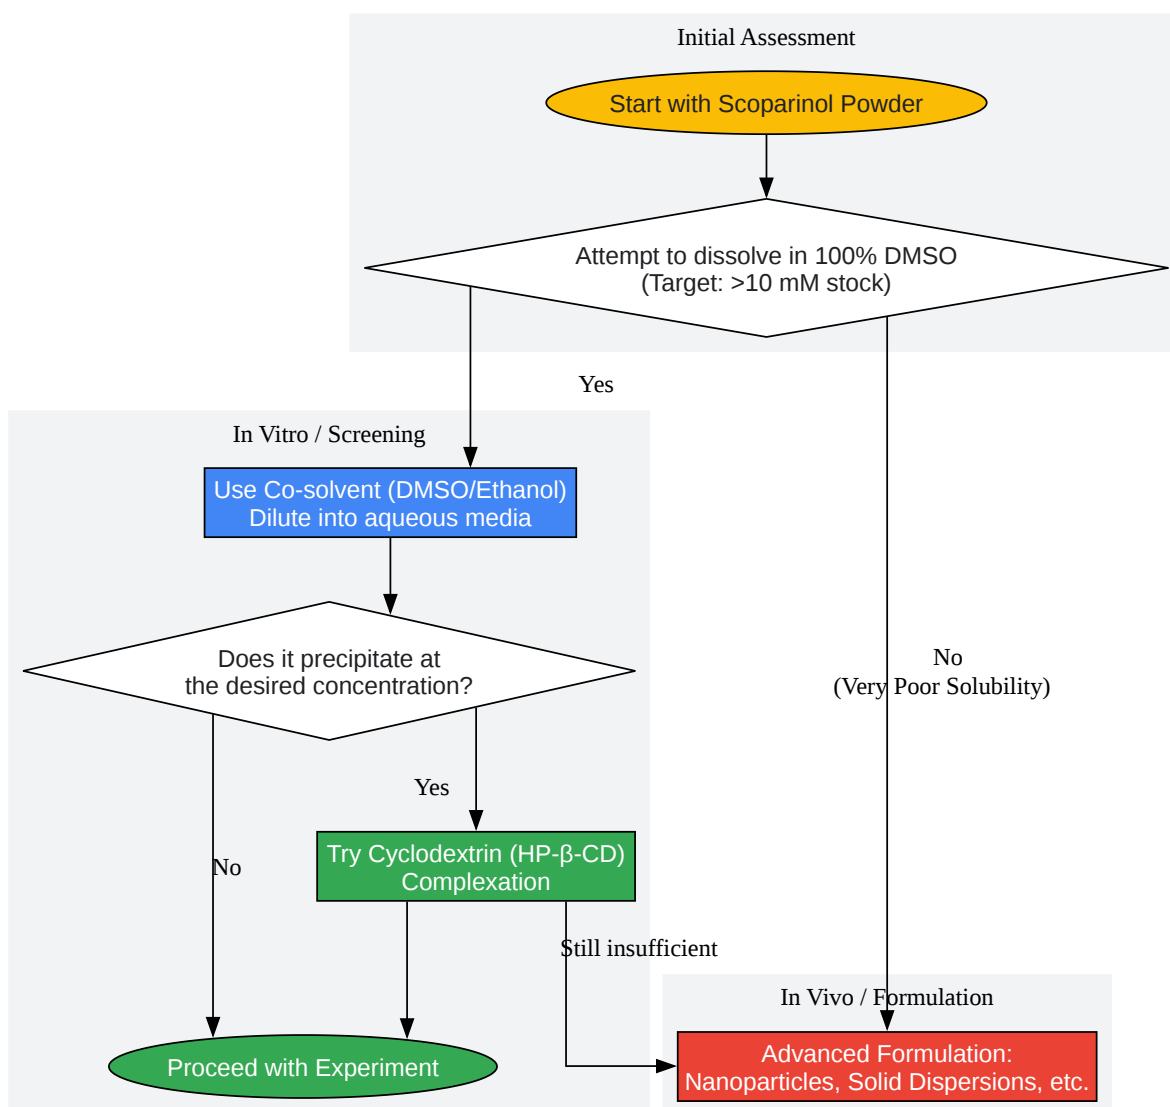 Initial Assessment
Start with Scoparinol Powder
Attempt to dissolve in 100% DMSO
(Target: >10 mM stock)
Yes
In Vitro / Screening
Use Co-solvent (DMSO/Ethanol)
Dilute into aqueous media
Does it precipitate at
the desired concentration?
No
(Very Poor Solubility)
Yes
Try Cyclodextrin (HP-β-CD)
Complexation
No
Still insufficient
In Vivo / Formulation
Proceed with Experiment
Advanced Formulation:
Nanoparticles, Solid Dispersions, etc.